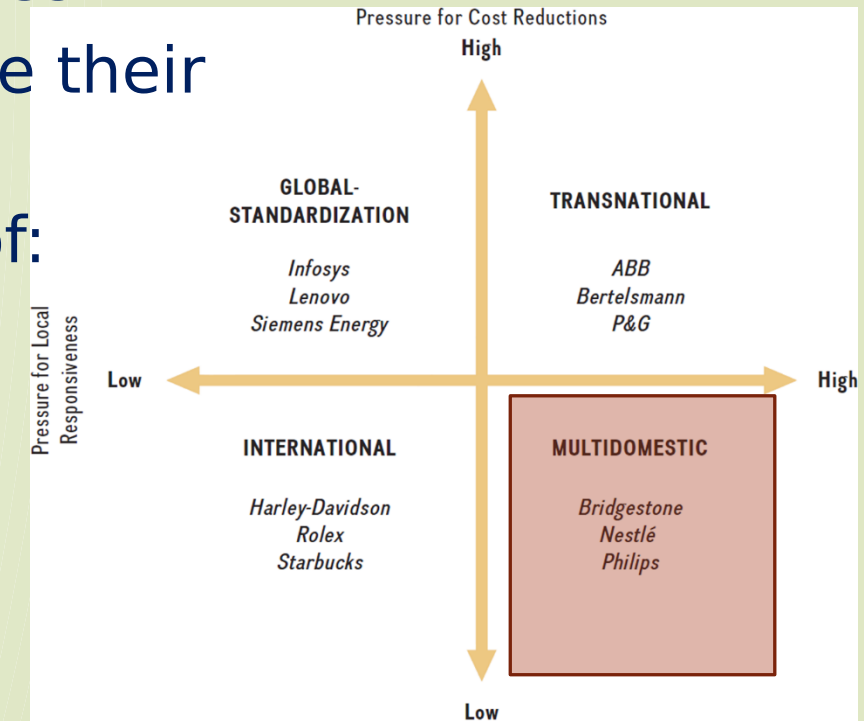 e their
of:
Pressure for Cost Reductions
High
GLOBAL-
STANDARDIZATION
Infosys
Lenovo
Siemens Energy
TRANSNATIONAL
ABB
Bertelsmann
P&G
Pressure for Local
Responsiveness
Low
High
INTERNATIONAL
Harley-Davidson
Rolex
Starbucks
MULTIDOMESTIC
Bridgestone
Nestlé
Philips
Low